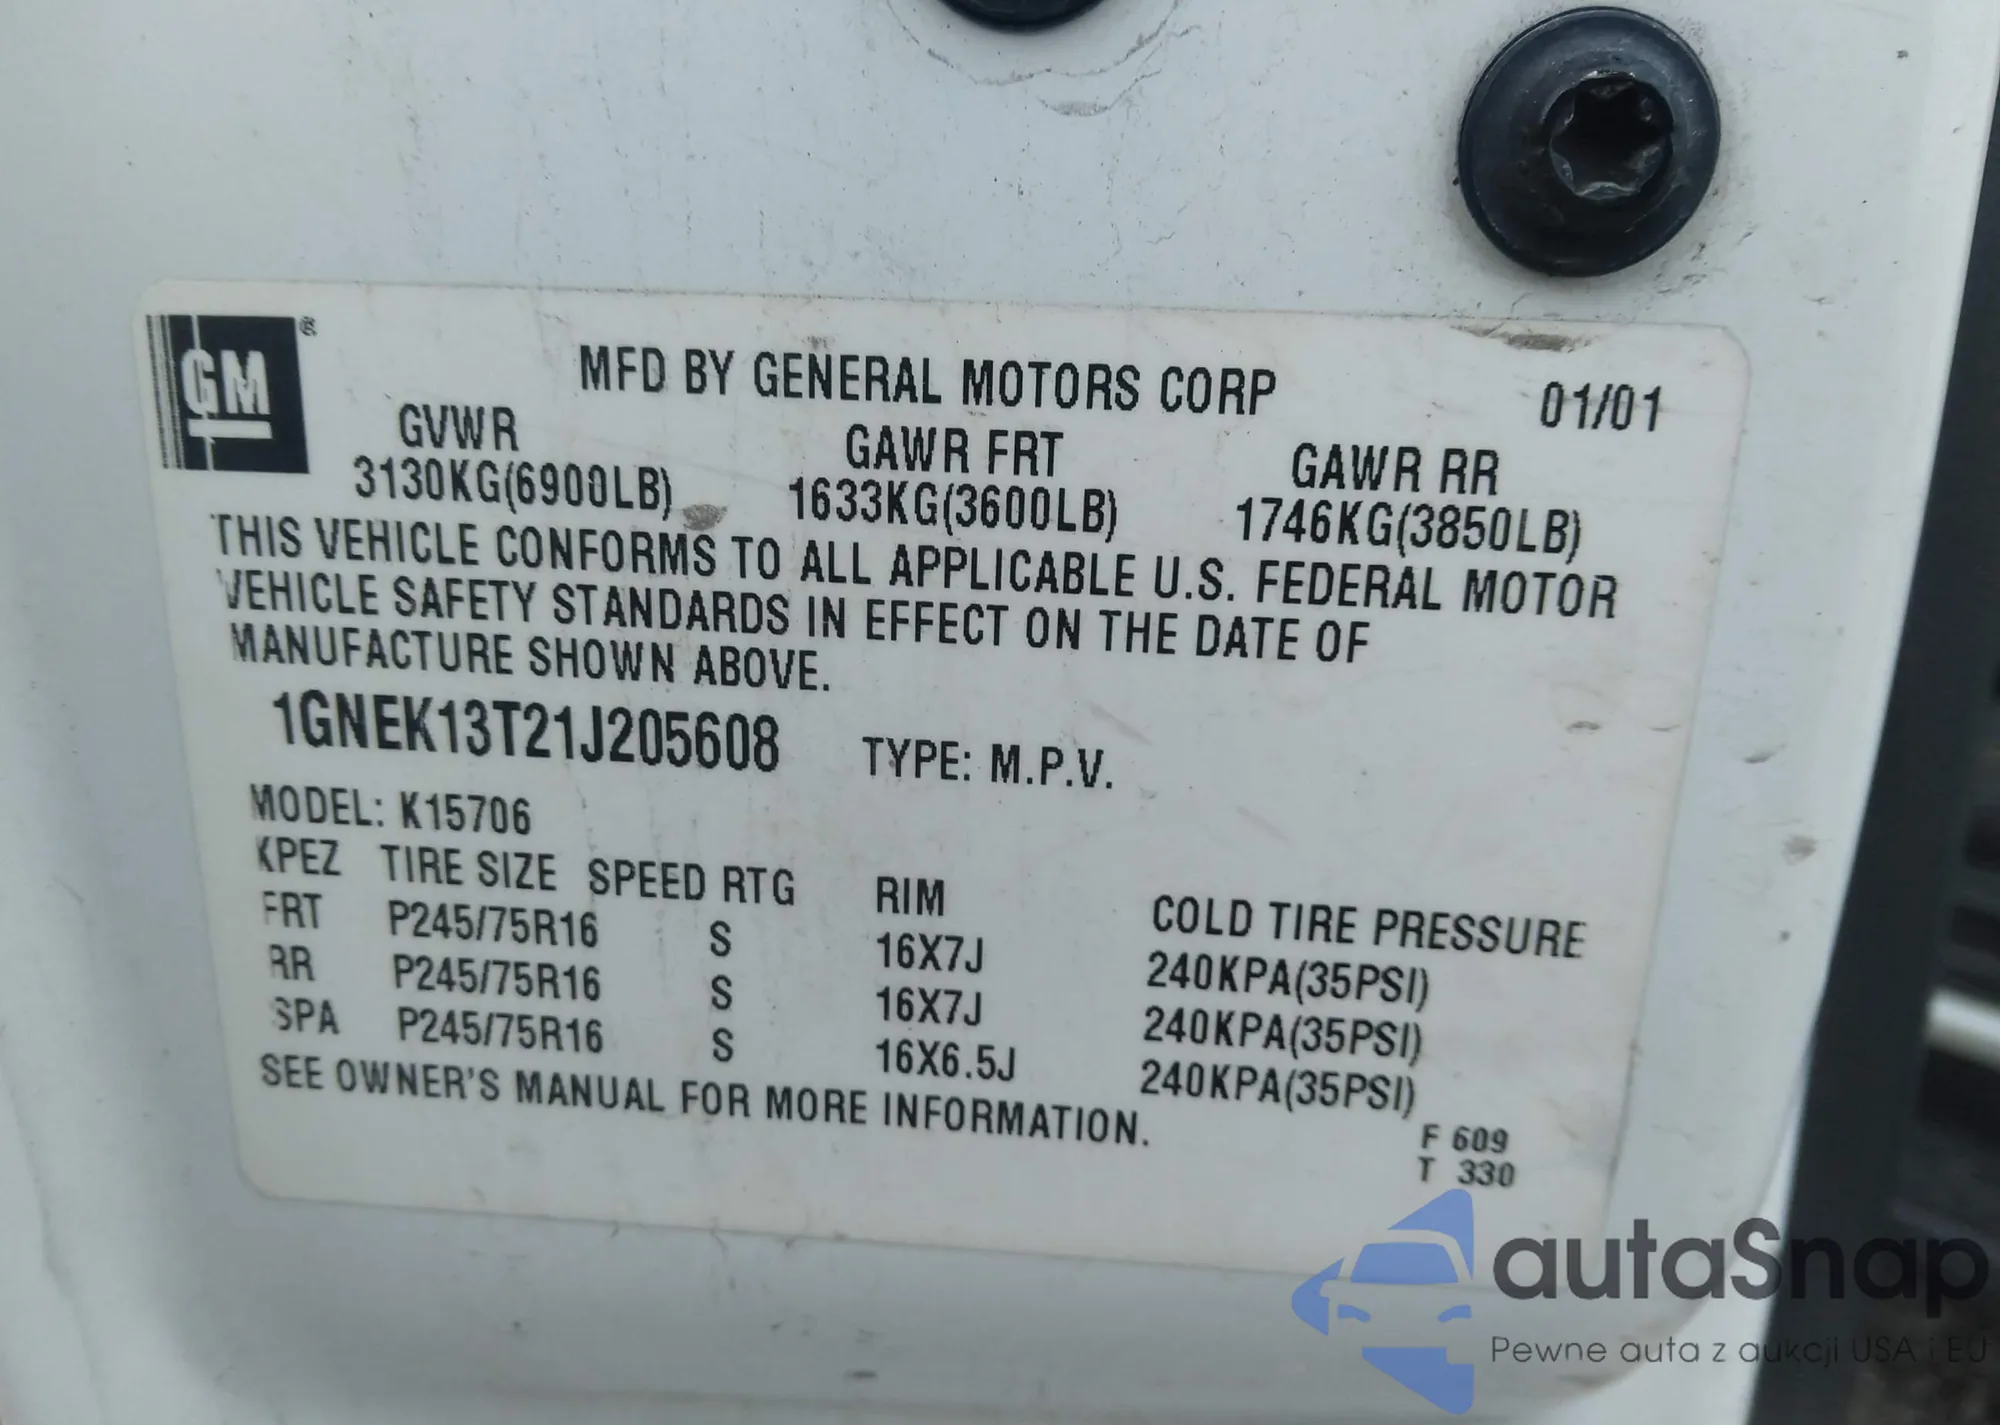 GM ®
MFD BY GENERAL MOTORS CORP 01/01
GVWR GAWR FRT GAWR RR
3130KG(6900LB) 1633KG(3600LB) 1746KG(3850LB)
THIS VEHICLE CONFORMS TO ALL APPLICABLE U.S. FEDERAL MOTOR
VEHICLE SAFETY STANDARDS IN EFFECT ON THE DATE OF
MANUFACTURE SHOWN ABOVE.
1GNEK13T21J205608 TYPE: M.P.V.
MODEL: K15706
KPEZ TIRE SIZE SPEED RTG RIM COLD TIRE PRESSURE
FRT P245/75R16 S 16X7J 240KPA(35PSI)
RR P245/75R16 S 16X7J 240KPA(35PSI)
SPA P245/75R16 S 16X6.5J 240KPA(35PSI)
SEE OWNER'S MANUAL FOR MORE INFORMATION.
F 609
T 330
autaSnap
Pewne auta z aukcji USA i EU